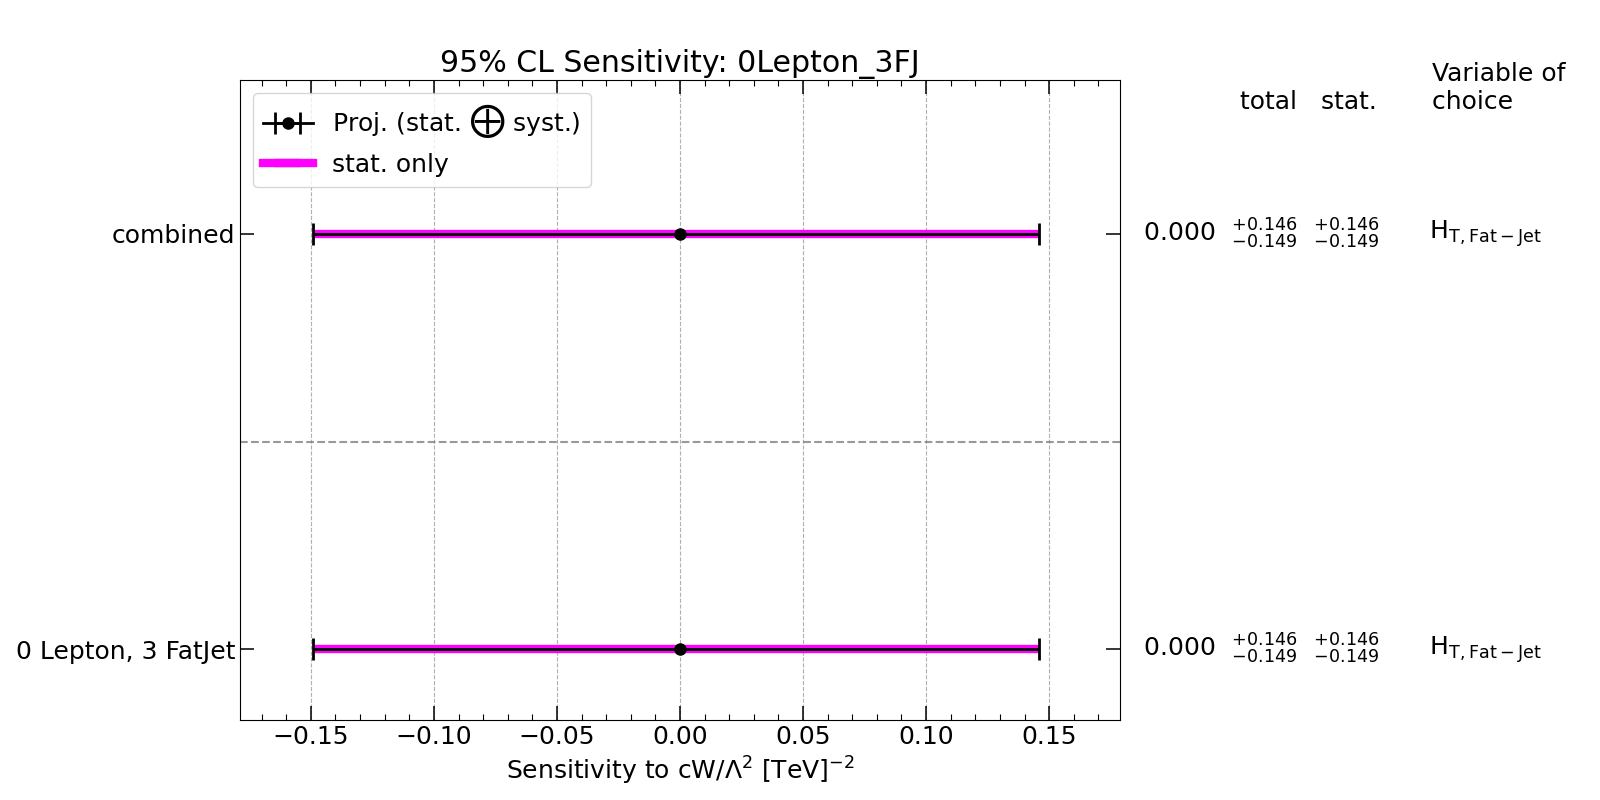 95% CL Sensitivity: 0Lepton_3FJ
Variable of
total stat. choice
Proj. (stat. ⊕ syst.)
stat. only
combined 0.000 +0.146 −0.149 +0.146 −0.149 H_{T, Fat−Jet}
0 Lepton, 3 FatJet 0.000 +0.146 −0.149 +0.146 −0.149 H_{T, Fat−Jet}
−0.15 −0.10 −0.05 0.00 0.05 0.10 0.15
Sensitivity to cW/Λ² [TeV]⁻²